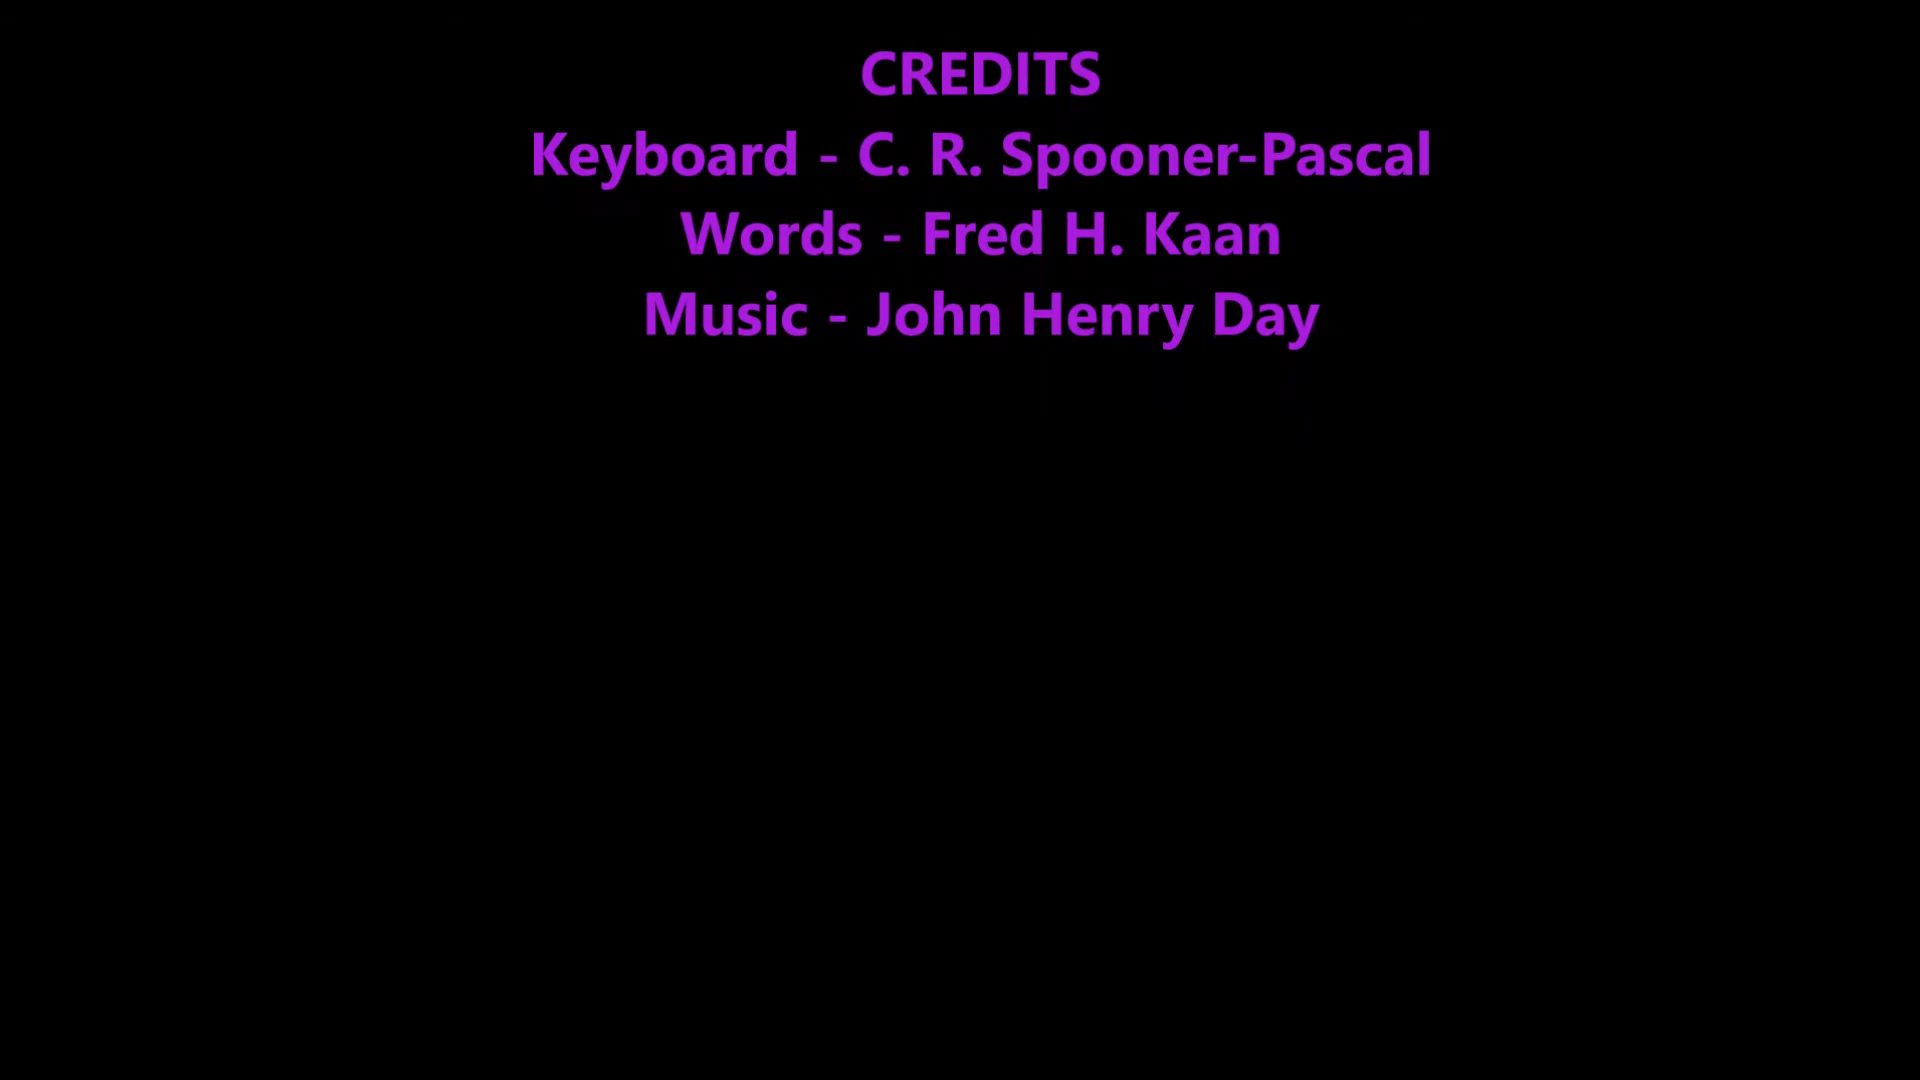 CREDITS
Keyboard - C. R. Spooner-Pascal
Words - Fred H. Kaan
Music - John Henry Day